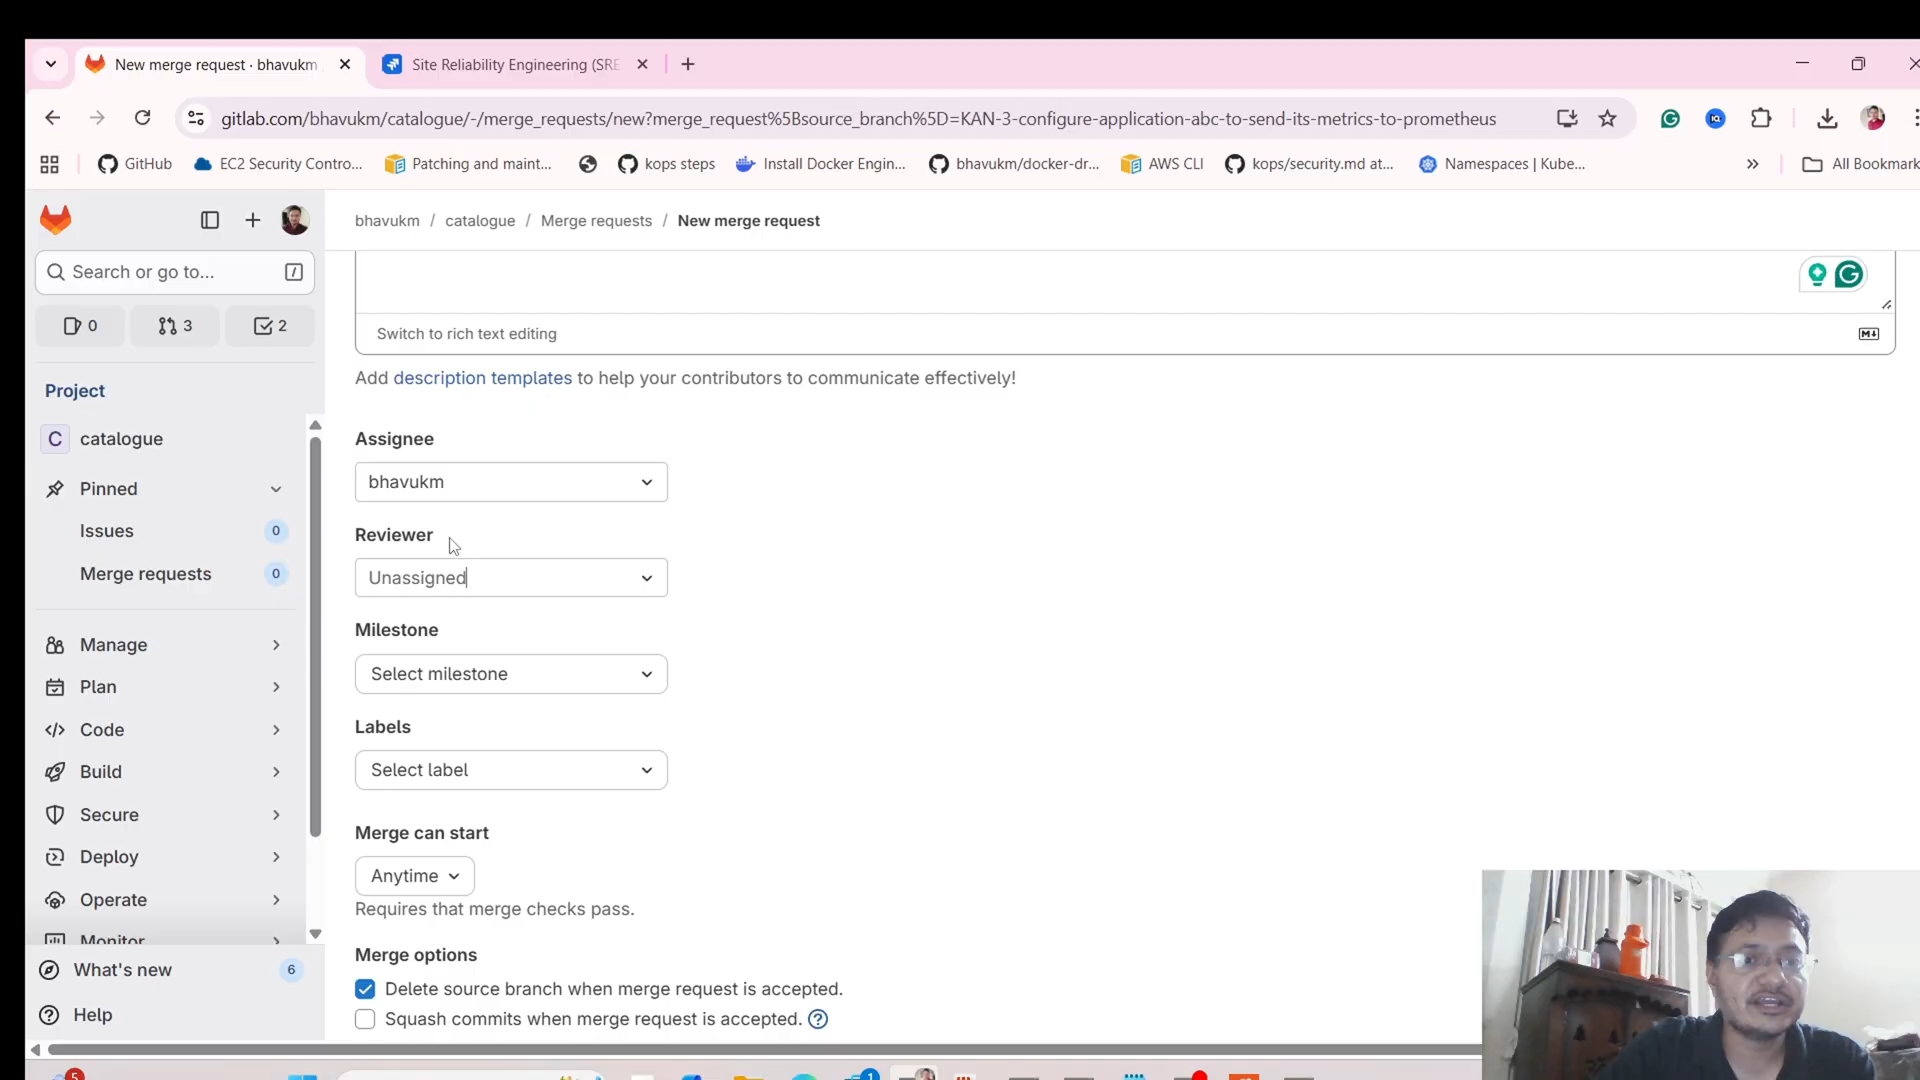 New merge request · bhavukm
Site Reliability Engineering (SRE
gitlab.com/bhavukm/catalogue/-/merge_requests/new?merge_request%5Bsource_branch%5D=KAN-3-configure-application-abc-to-send-its-metrics-to-prometheus
GitHub
EC2 Security Contro...
Patching and maint...
kops steps
Install Docker Engin...
bhavukm/docker-dr...
AWS CLI
kops/security.md at...
Namespaces | Kube...
All Bookmark
bhavukm / catalogue / Merge requests / New merge request
Search or go to...
/
0
3
2
Switch to rich text editing
Add description templates to help your contributors to communicate effectively!
Project
C catalogue
Pinned
Issues 0
Merge requests 0
Manage
Plan
Code
Build
Secure
Deploy
Operate
Monitor
What's new 6
Help
Assignee
bhavukm
Reviewer
Unassigned
Milestone
Select milestone
Labels
Select label
Merge can start
Anytime
Requires that merge checks pass.
Merge options
Delete source branch when merge request is accepted.
Squash commits when merge request is accepted.
5
1